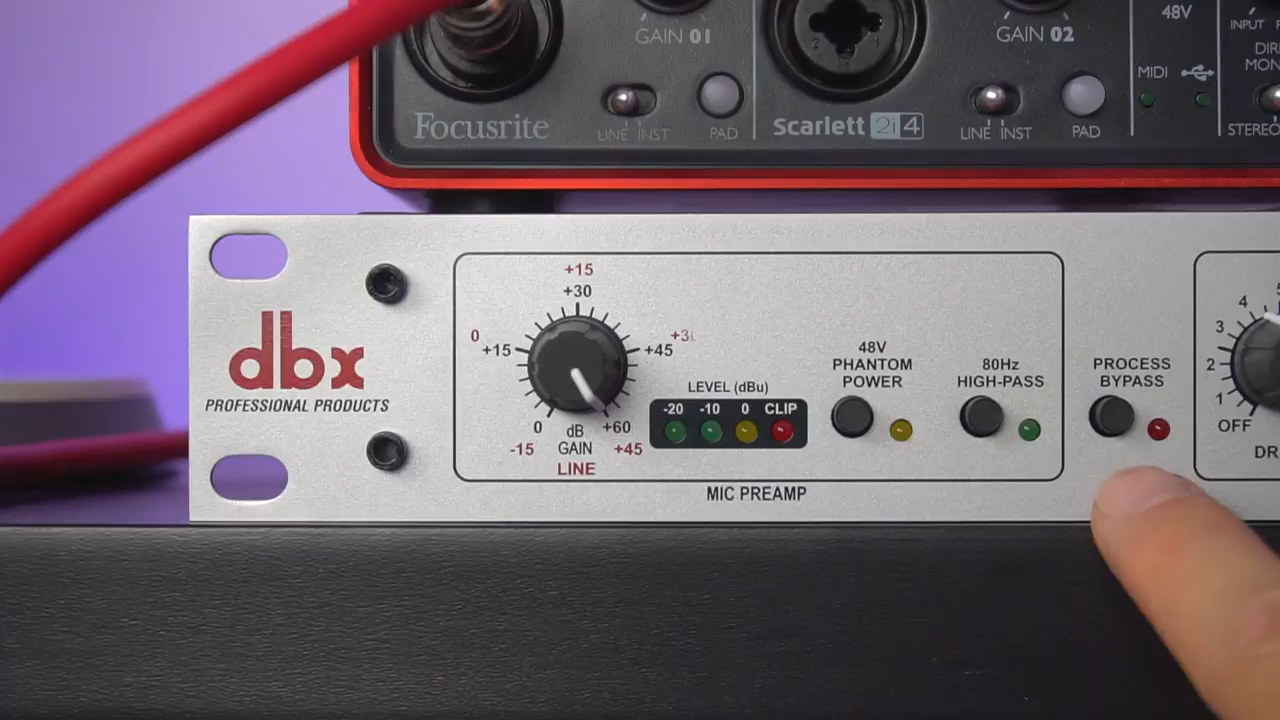 GAIN 01
GAIN 02
48V
INPUT
MIDI
LINE INST
PAD
LINE INST
PAD
STEREO
Focusrite
Scarlett 2i4
dbx
PROFESSIONAL PRODUCTS
+15
+30
0
+15
+45
0
+60
-15
dB
GAIN
LINE
+45
LEVEL (dBu)
-20 -10 0 CLIP
48V
PHANTOM
POWER
80Hz
HIGH-PASS
MIC PREAMP
PROCESS
BYPASS
4
3
2
1
OFF